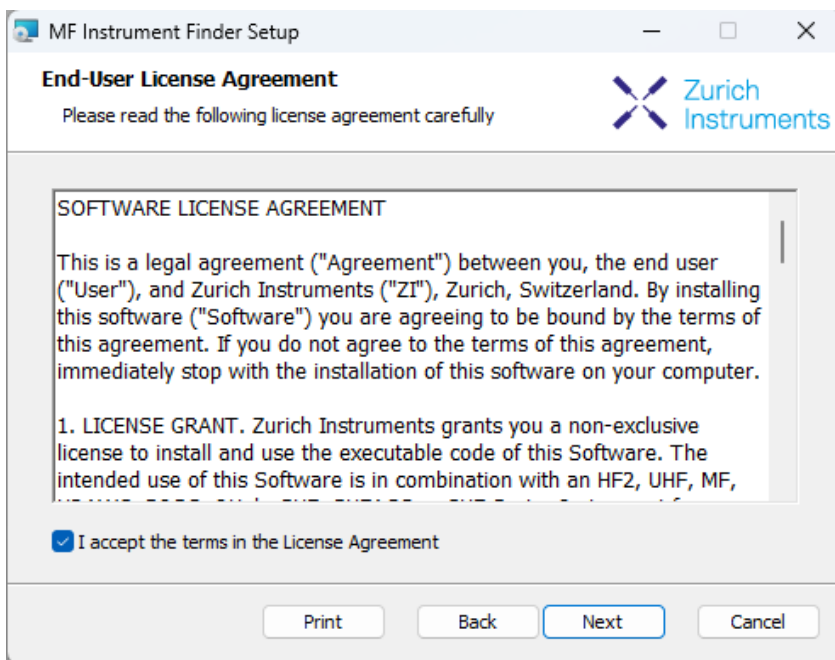 MF Instrument Finder Setup
End-User License Agreement
Please read the following license agreement carefully
Zurich
Instruments
SOFTWARE LICENSE AGREEMENT
This is a legal agreement ("Agreement") between you, the end user
("User"), and Zurich Instruments ("ZI"), Zurich, Switzerland. By installing
this software ("Software") you are agreeing to be bound by the terms of
this agreement. If you do not agree to the terms of this agreement,
immediately stop with the installation of this software on your computer.
1. LICENSE GRANT. Zurich Instruments grants you a non-exclusive
license to install and use the executable code of this Software. The
intended use of this Software is in combination with an HF2, UHF, MF,
I accept the terms in the License Agreement
Print
Back
Next
Cancel